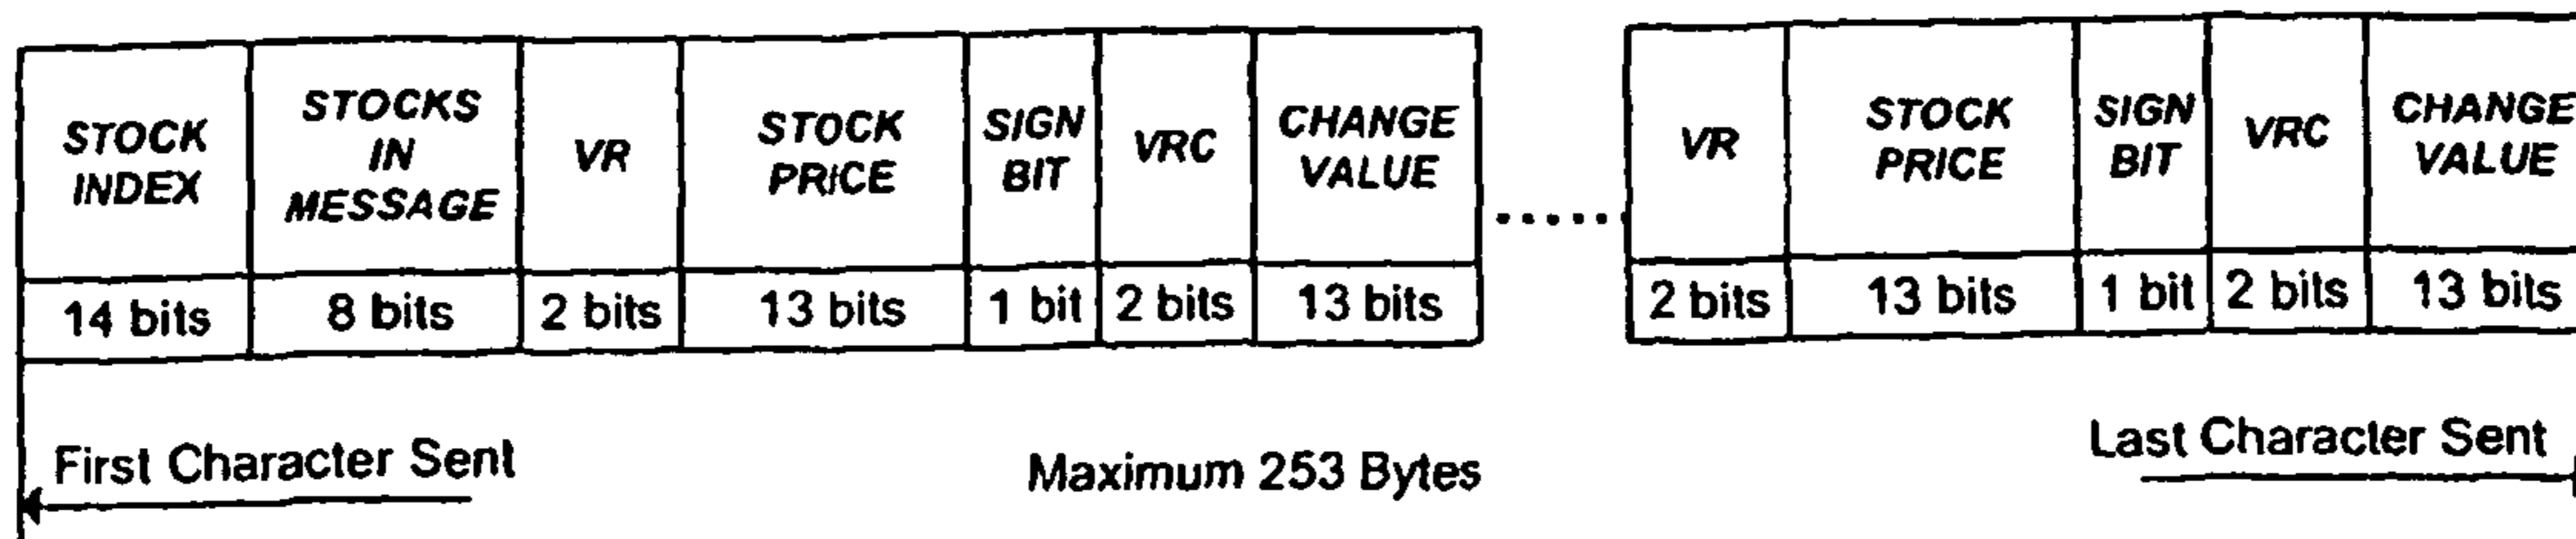 STOCK
INDEX
STOCKS
IN
MESSAGE
VR
STOCK
PRICE
SIGN
BIT
VRC
CHANGE
VALUE
14 bits
8 bits
2 bits
13 bits
1 bit
2 bits
13 bits
......
VR
STOCK
PRICE
SIGN
BIT
VRC
CHANGE
VALUE
2 bits
13 bits
1 bit
2 bits
13 bits
First Character Sent
Maximum 253 Bytes
Last Character Sent